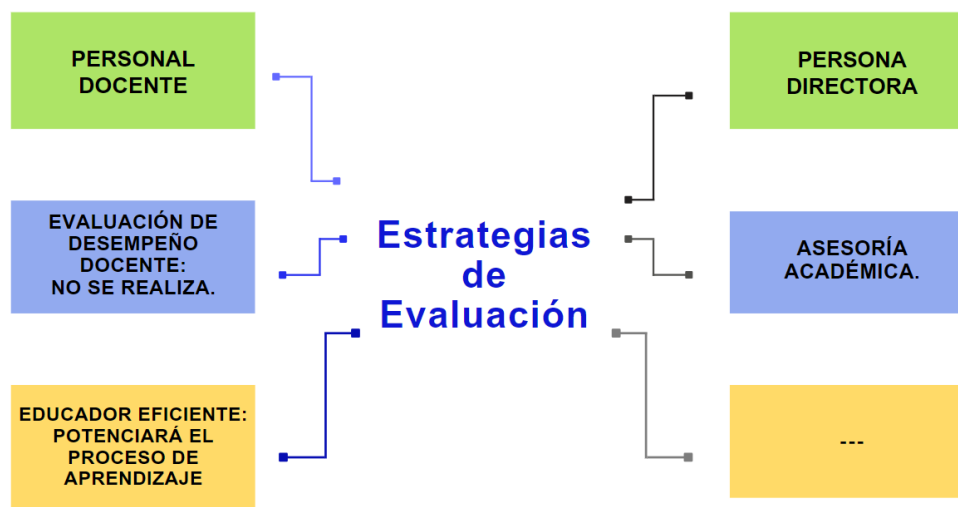 PERSONAL
DOCENTE
EVALUACIÓN DE
DESEMPEÑO
DOCENTE:
NO SE REALIZA.
EDUCADOR EFICIENTE:
POTENCIARÁ EL
PROCESO DE
APRENDIZAJE
Estrategias
de
Evaluación
PERSONA
DIRECTORA
ASESORÍA
ACADÉMICA.
---